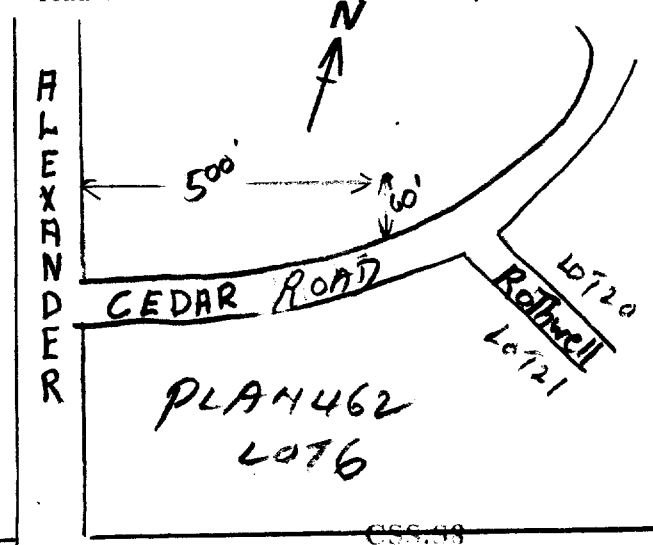 N
ALEXANDER
500'
60'
CEDAR ROAD
LOT 20
Rothwell
LOT 21
PLAN 462
LOT 6